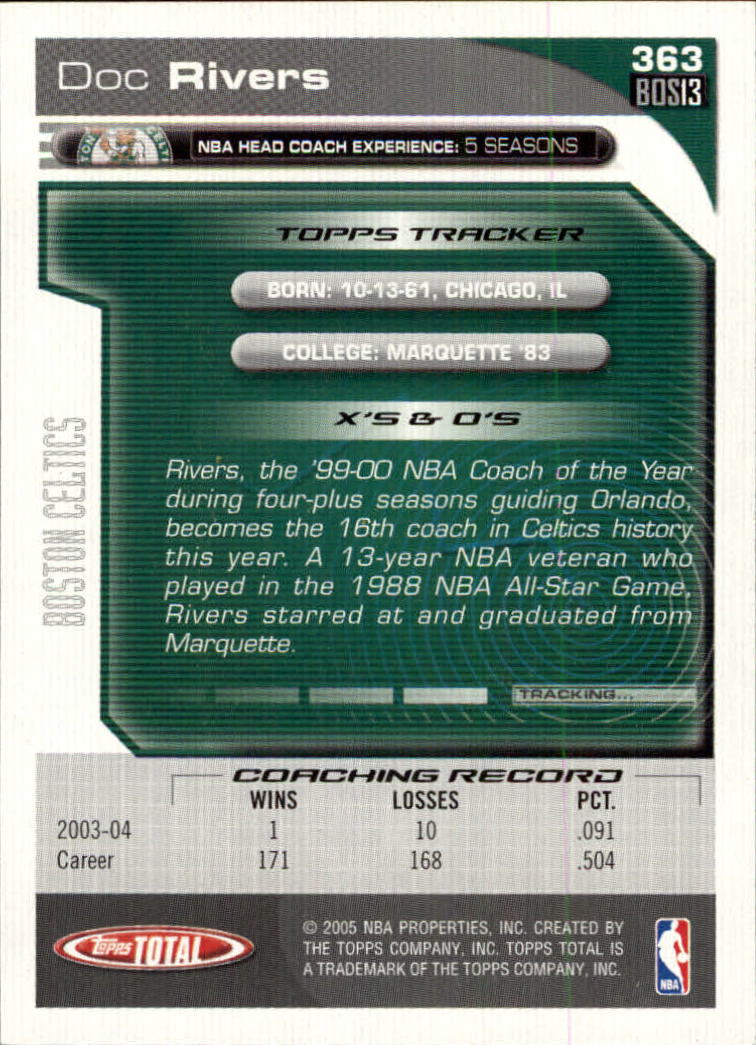 Doc Rivers
363
BOS13
NBA HEAD COACH EXPERIENCE: 5 SEASONS
TOPPS TRACKER
BORN: 10-13-61, CHICAGO, IL
COLLEGE: MARQUETTE '83
X'S & O'S
Rivers, the '99-00 NBA Coach of the Year
during four-plus seasons guiding Orlando,
becomes the 16th coach in Celtics history
this year. A 13-year NBA veteran who
played in the 1988 NBA All-Star Game,
Rivers starred at and graduated from
Marquette.
TRACKING...
BOSTON CELTICS
COACHING RECORD
WINS LOSSES PCT.
2003-04 1 10 .091
Career 171 168 .504
Topps TOTAL
© 2005 NBA PROPERTIES, INC. CREATED BY
THE TOPPS COMPANY, INC. TOPPS TOTAL IS
A TRADEMARK OF THE TOPPS COMPANY, INC.
NBA